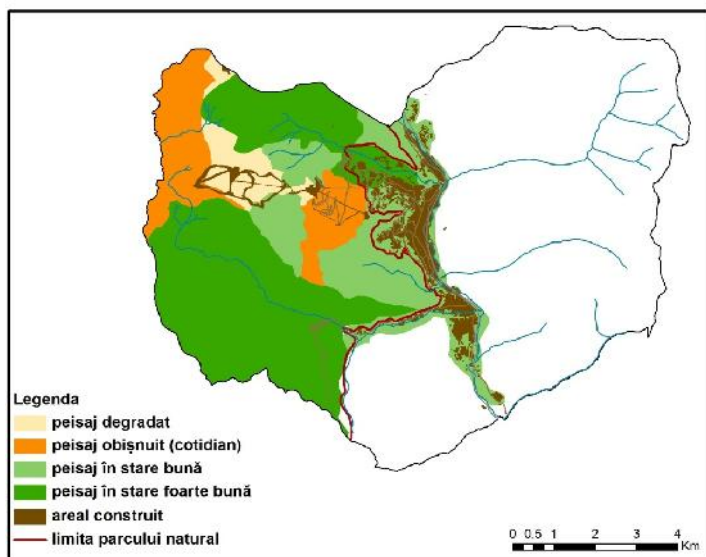 Legenda
peisaj degradat
peisaj obișnuit (cotidian)
peisaj în stare bună
peisaj în stare foarte bună
areal construit
limita parcului natural
0 0.5 1 2 3 4
Km